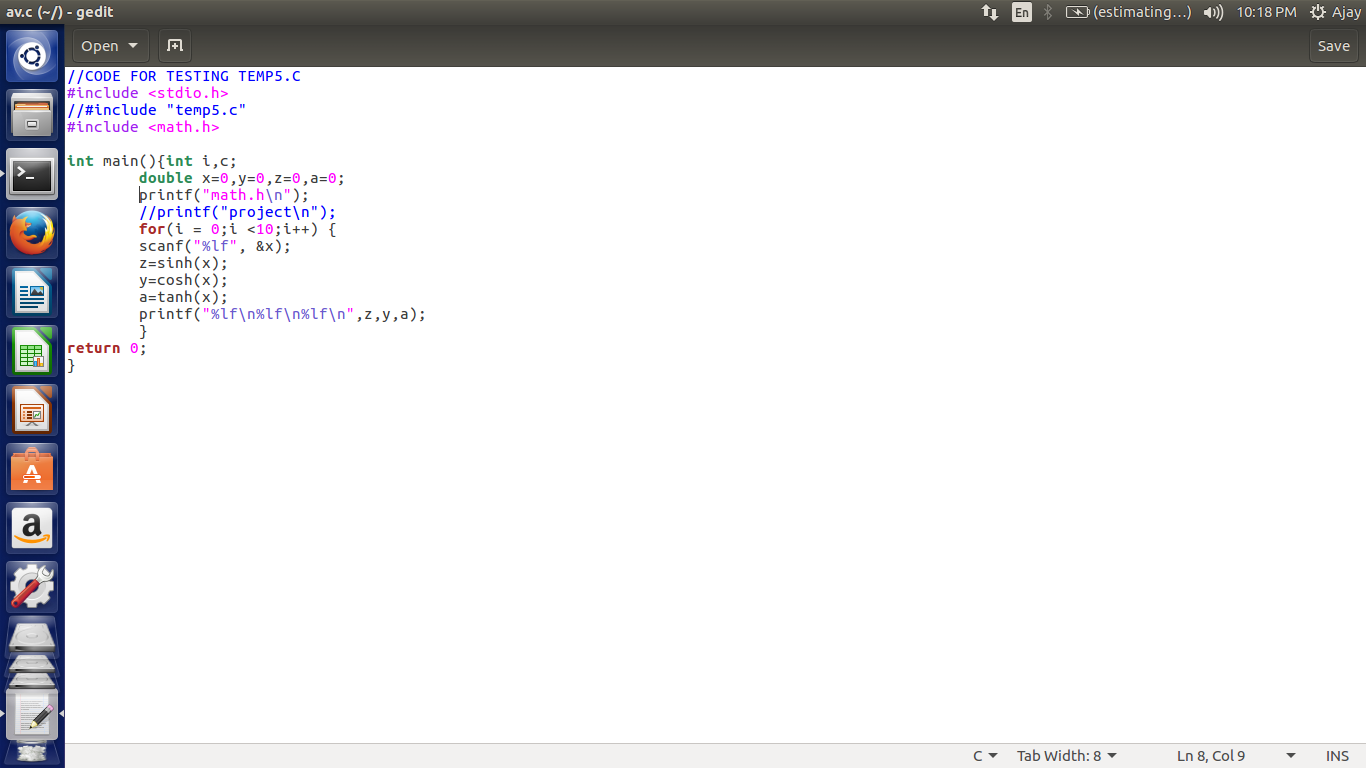 av.c (~/) - gedit
En (estimating...) 10:18 PM Ajay
Open Save
//CODE FOR TESTING TEMP5.C
#include <stdio.h>
//#include "temp5.c"
#include <math.h>
int main(){int i,c;
double x=0,y=0,z=0,a=0;
printf("math.h\n");
//printf("project\n");
for(i = 0;i <10;i++) {
scanf("%lf", &x);
z=sinh(x);
y=cosh(x);
a=tanh(x);
printf("%lf\n%lf\n%lf\n",z,y,a);
}
return 0;
}
C Tab Width: 8 Ln 8, Col 9 INS